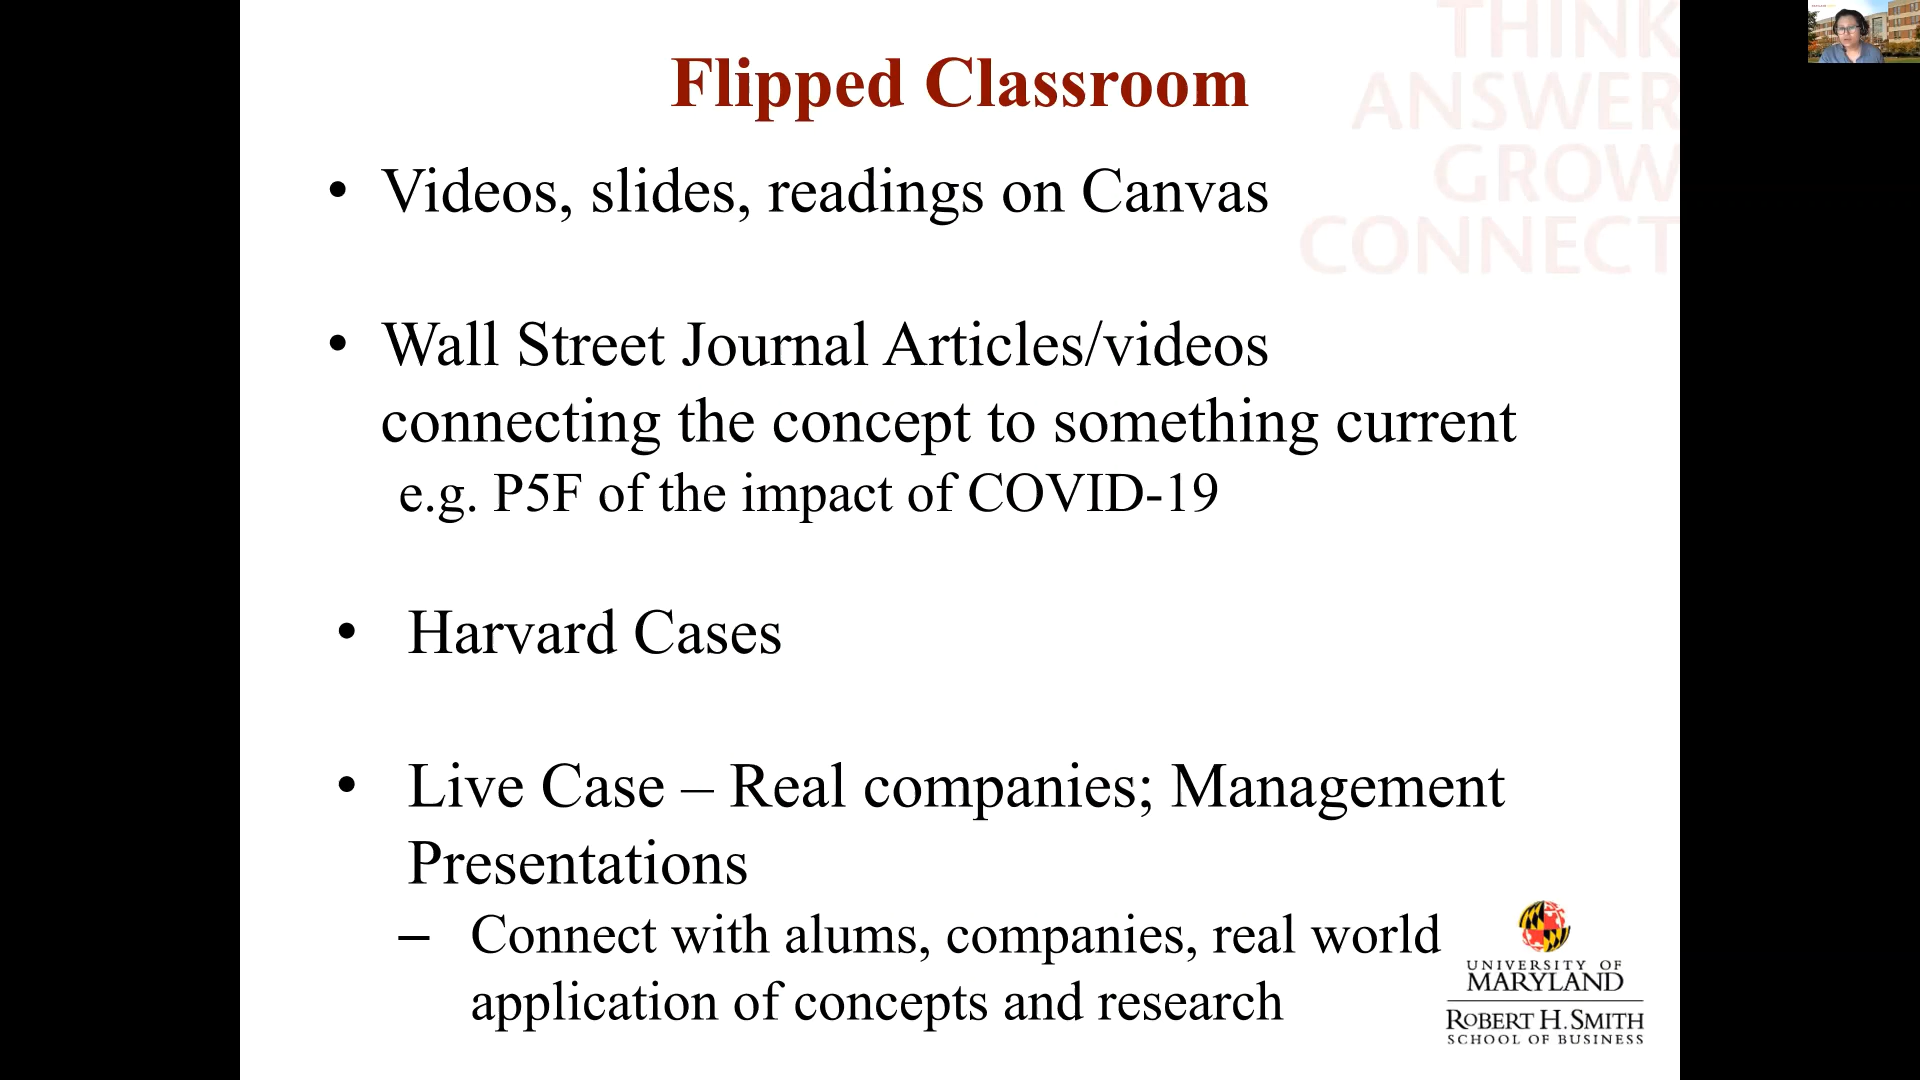 THINK
ANSWER
GROW
CONNECT
Flipped Classroom
• Videos, slides, readings on Canvas
• Wall Street Journal Articles/videos
connecting the concept to something current
e.g. P5F of the impact of COVID-19
• Harvard Cases
• Live Case – Real companies; Management
Presentations
– Connect with alums, companies, real world
application of concepts and research
UNIVERSITY OF
MARYLAND
ROBERT H. SMITH
SCHOOL OF BUSINESS